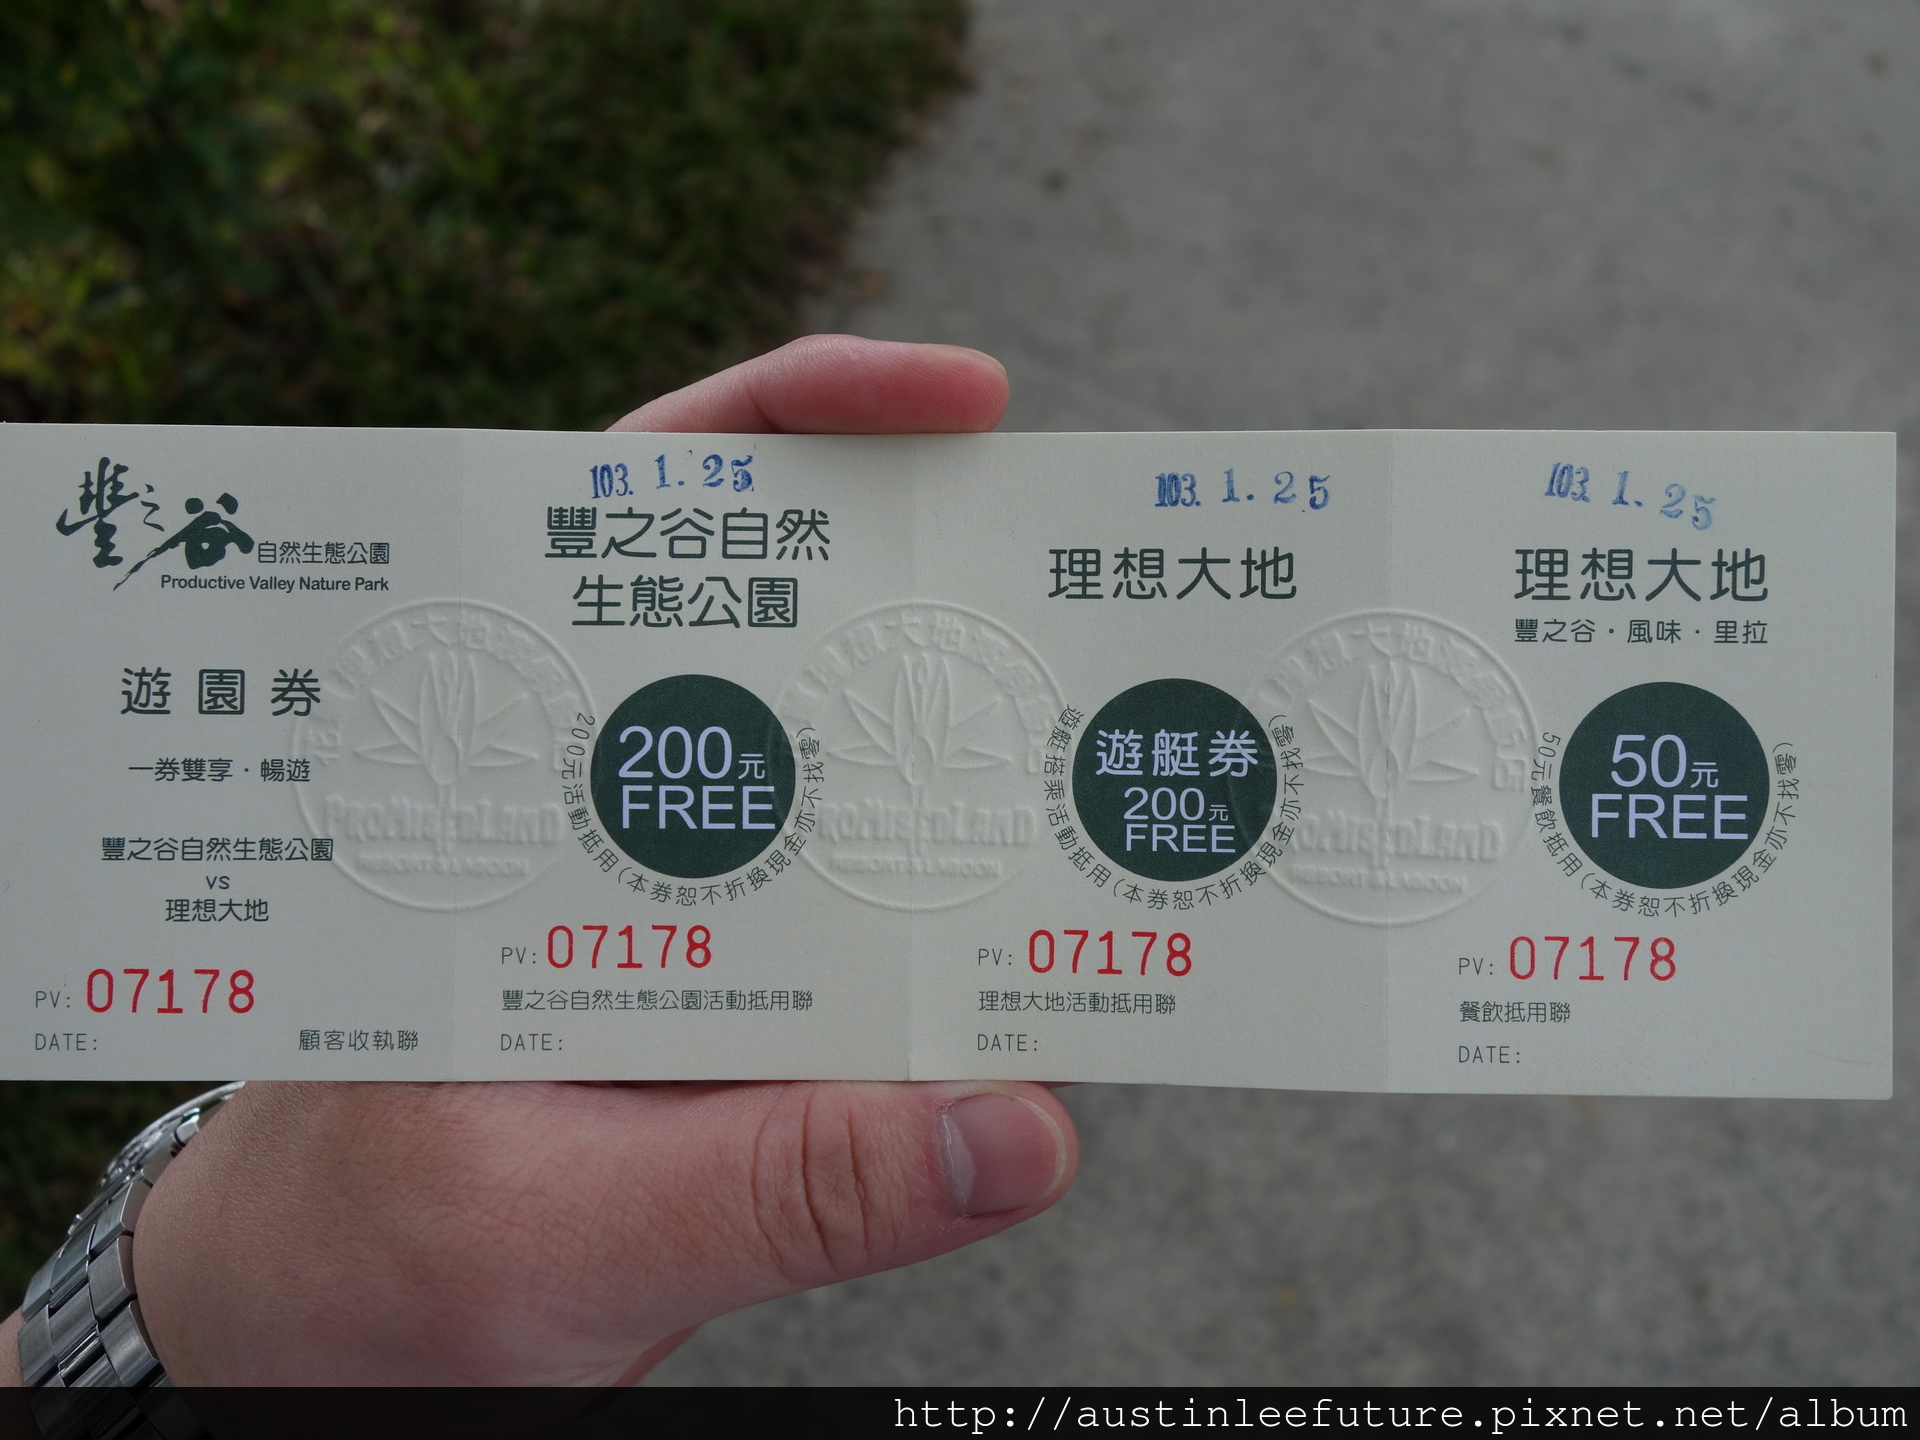 豐之谷自然生態公園
Productive Valley Nature Park
遊園券
一券雙享·暢遊
豐之谷自然生態公園
vs
理想大地
PV: 07178
DATE:
顧客收執聯
103. 1. 25
豐之谷自然
生態公園
200元
FREE
200元活動抵用(本券恕不折換現金亦不找零)
PV: 07178
豐之谷自然生態公園活動抵用聯
DATE:
103. 1. 25
理想大地
遊艇券
200元
FREE
遊艇搭乘活動抵用(本券恕不折換現金亦不找零)
PV: 07178
理想大地活動抵用聯
DATE:
103. 1. 25
理想大地
豐之谷·風味·里拉
50元
FREE
50元餐飲抵用(本券恕不折換現金亦不找零)
PV: 07178
餐飲抵用聯
DATE:
PROMISEDLAND
RESORT & LAGOON
http://austinleefuture.pixnet.net/album